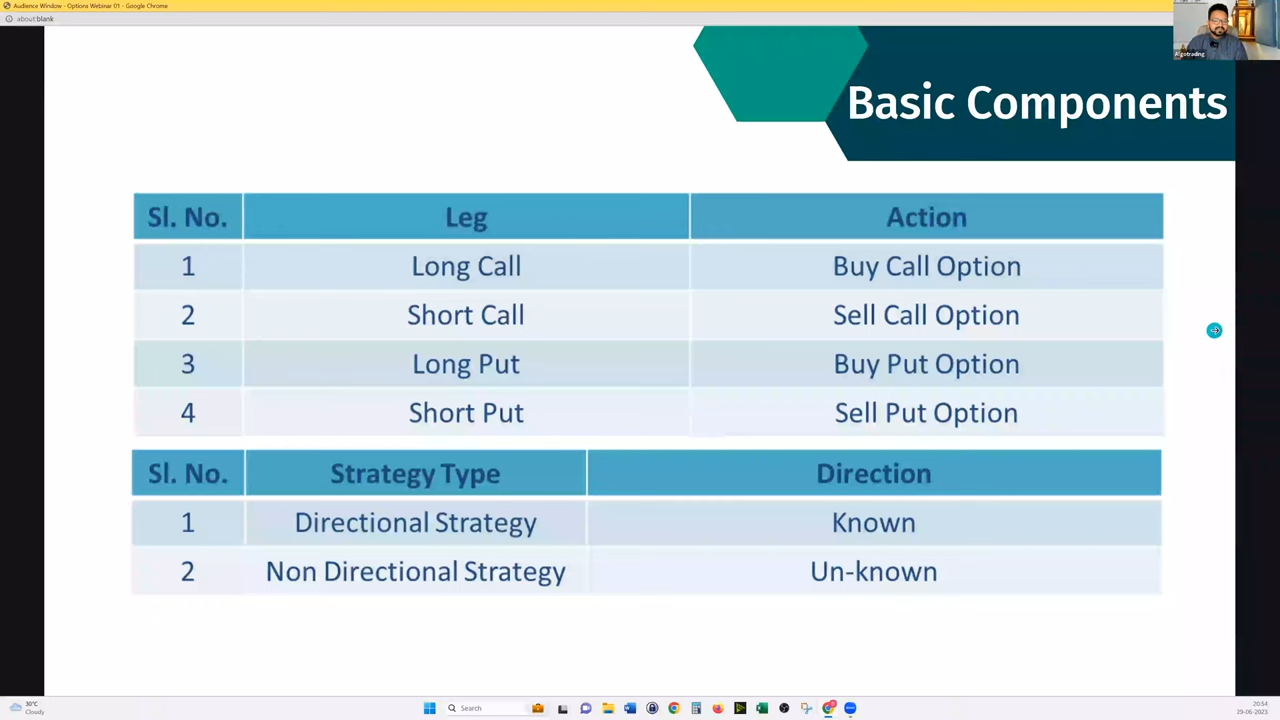 Audience Window - Options Webinar 01 - Google Chrome
about:blank
Algotrading
Basic Components
Sl. No. Leg Action
1 Long Call Buy Call Option
2 Short Call Sell Call Option
3 Long Put Buy Put Option
4 Short Put Sell Put Option
Sl. No. Strategy Type Direction
1 Directional Strategy Known
2 Non Directional Strategy Un-known
30°C
Cloudy
Search
20:54
29-06-2023